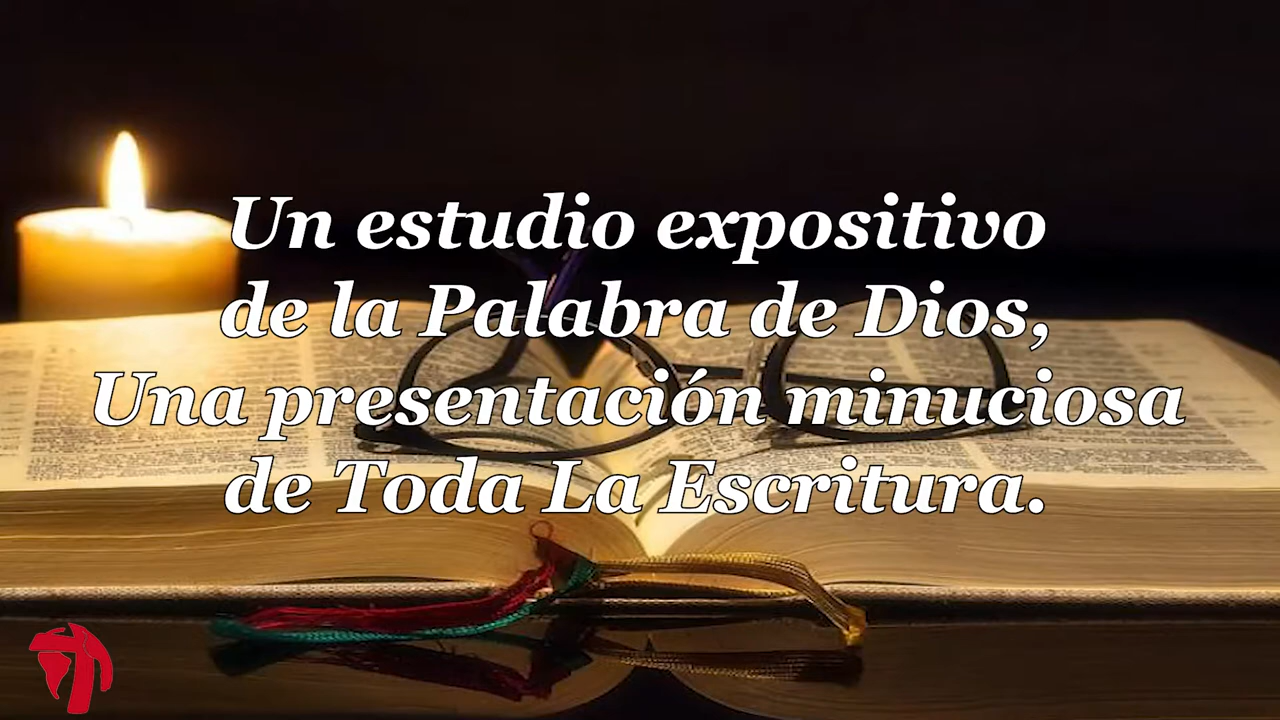 Un estudio expositivo
de la Palabra de Dios,
Una presentación minuciosa
de Toda La Escritura.